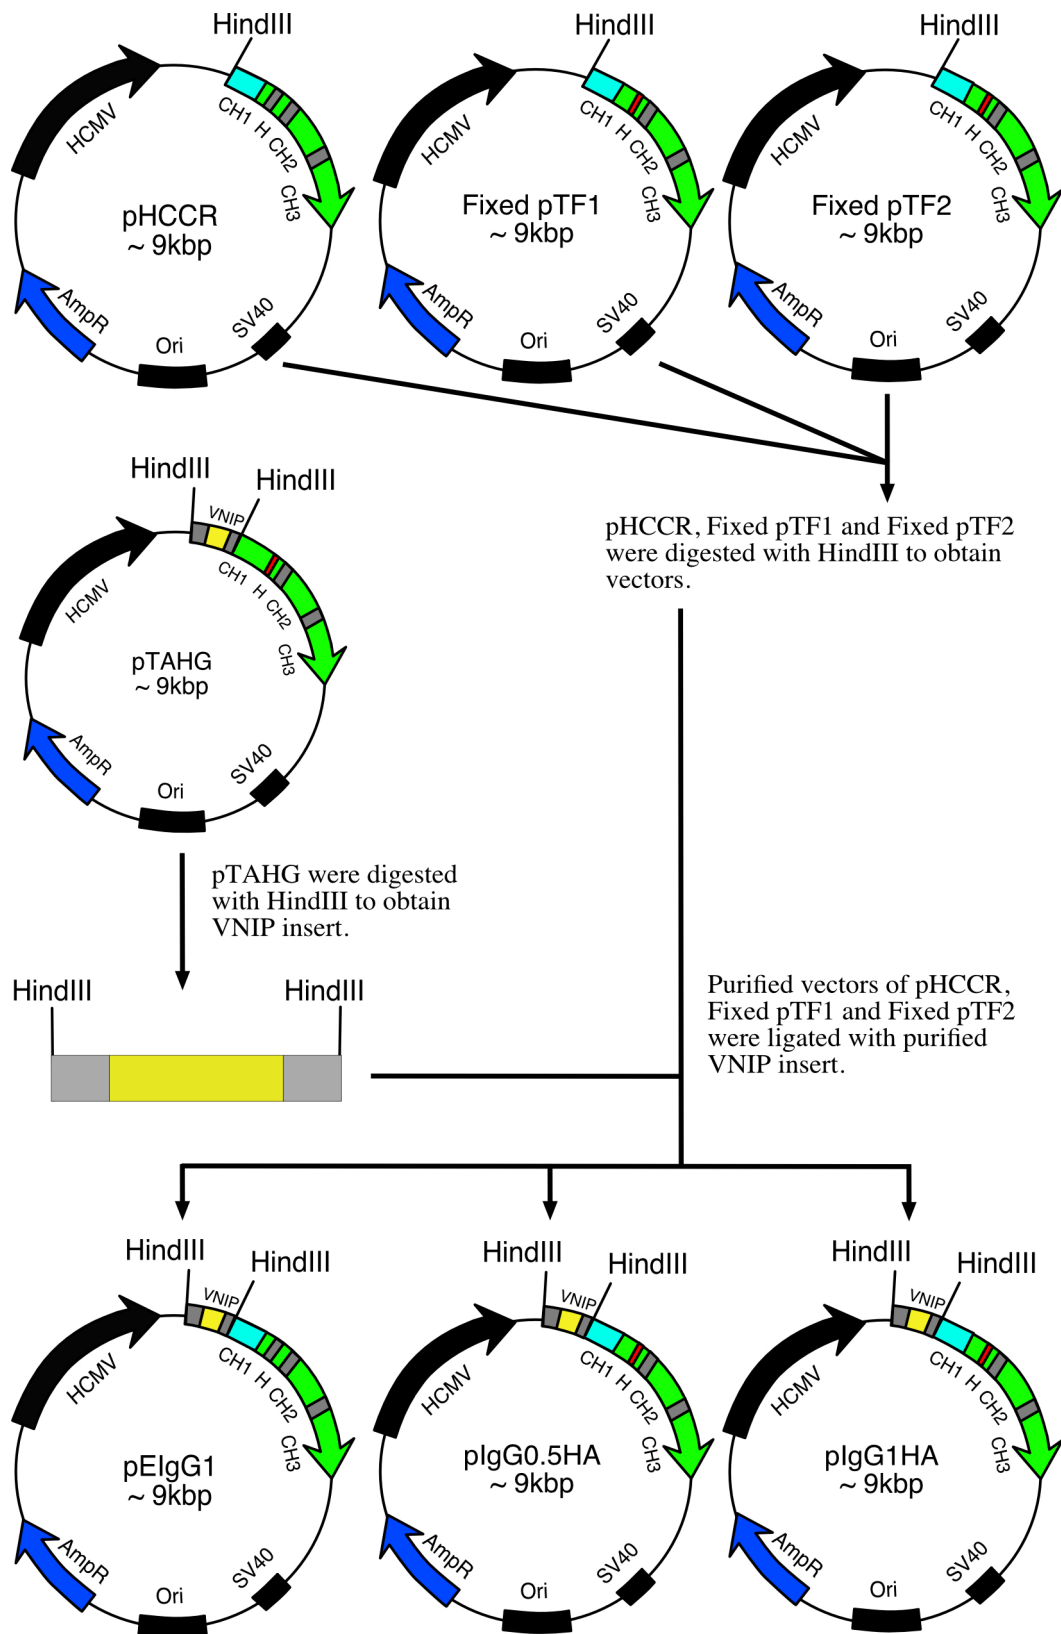 HindIII
HCMV
CH1
H
CH2
CH3
pHCCR
~ 9kbp
AmpR
Ori
SV40
HindIII
HCMV
CH1
H
CH2
CH3
Fixed pTF1
~ 9kbp
AmpR
Ori
SV40
HindIII
HCMV
CH1
H
CH2
CH3
Fixed pTF2
~ 9kbp
AmpR
Ori
SV40
pHCCR, Fixed pTF1 and Fixed pTF2
were digested with HindIII to obtain
vectors.
HindIII
HindIII
VNIP
HCMV
CH1
H
CH2
CH3
pTAHG
~ 9kbp
AmpR
Ori
SV40
pTAHG were digested
with HindIII to obtain
VNIP insert.
HindIII
HindIII
Purified vectors of pHCCR,
Fixed pTF1 and Fixed pTF2
were ligated with purified
VNIP insert.
HindIII
HindIII
VNIP
HCMV
CH1
H
CH2
CH3
pEIgG1
~ 9kbp
AmpR
Ori
SV40
HindIII
HindIII
VNIP
HCMV
CH1
H
CH2
CH3
pIgG0.5HA
~ 9kbp
AmpR
Ori
SV40
HindIII
HindIII
VNIP
HCMV
CH1
H
CH2
CH3
pIgG1HA
~ 9kbp
AmpR
Ori
SV40